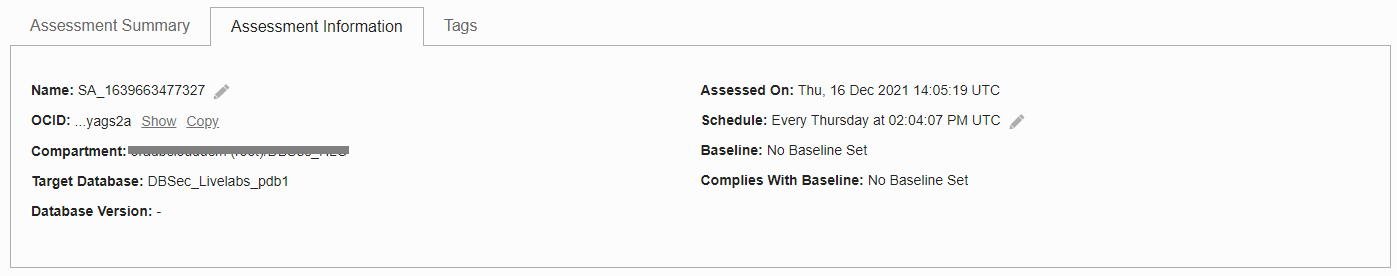 Assessment Summary
Assessment Information
Tags
Name: SA_1639663477327
OCID: ...yags2a Show Copy
Compartment:
Target Database: DBSec_Livelabs_pdb1
Database Version: -
Assessed On: Thu, 16 Dec 2021 14:05:19 UTC
Schedule: Every Thursday at 02:04:07 PM UTC
Baseline: No Baseline Set
Complies With Baseline: No Baseline Set